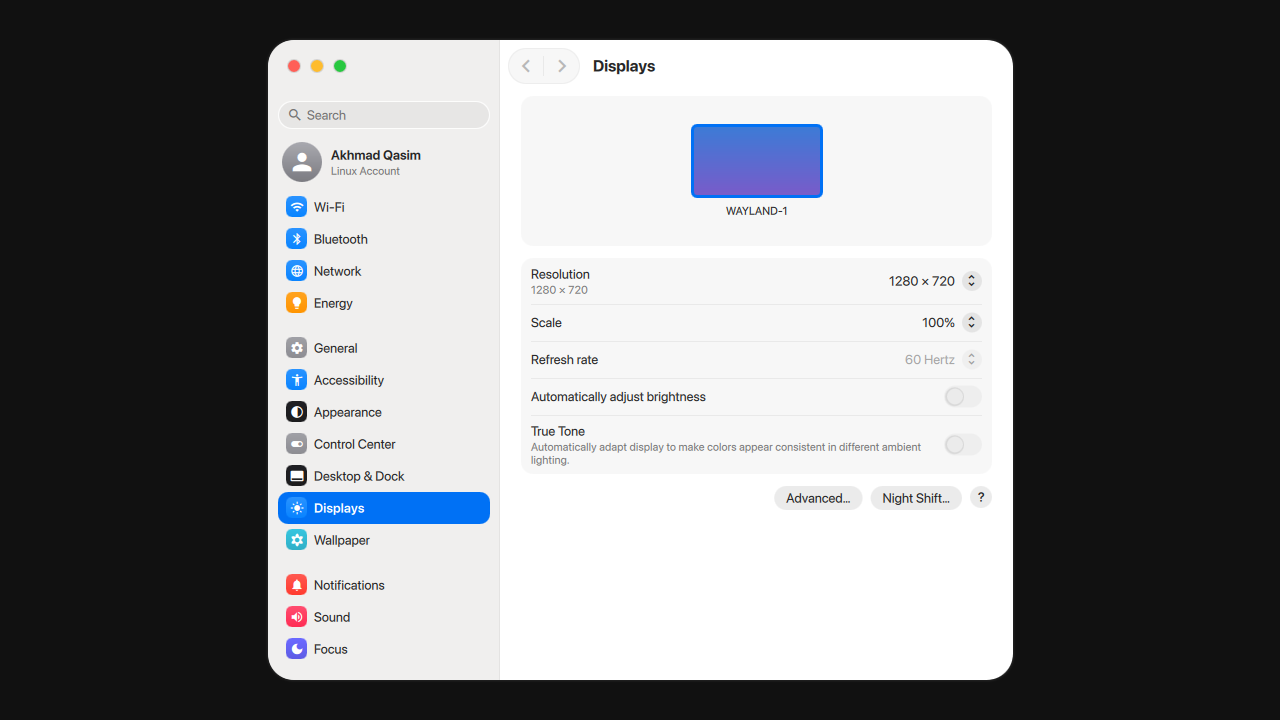 Displays
Search
Akhmad Qasim
Linux Account
Wi-Fi
Bluetooth
Network
Energy
General
Accessibility
Appearance
Control Center
Desktop & Dock
Displays
Wallpaper
Notifications
Sound
Focus
WAYLAND-1
Resolution
1280 × 720
1280 × 720
Scale
100%
Refresh rate
60 Hertz
Automatically adjust brightness
True Tone
Automatically adapt display to make colors appear consistent in different ambient
lighting.
Advanced...
Night Shift...
?